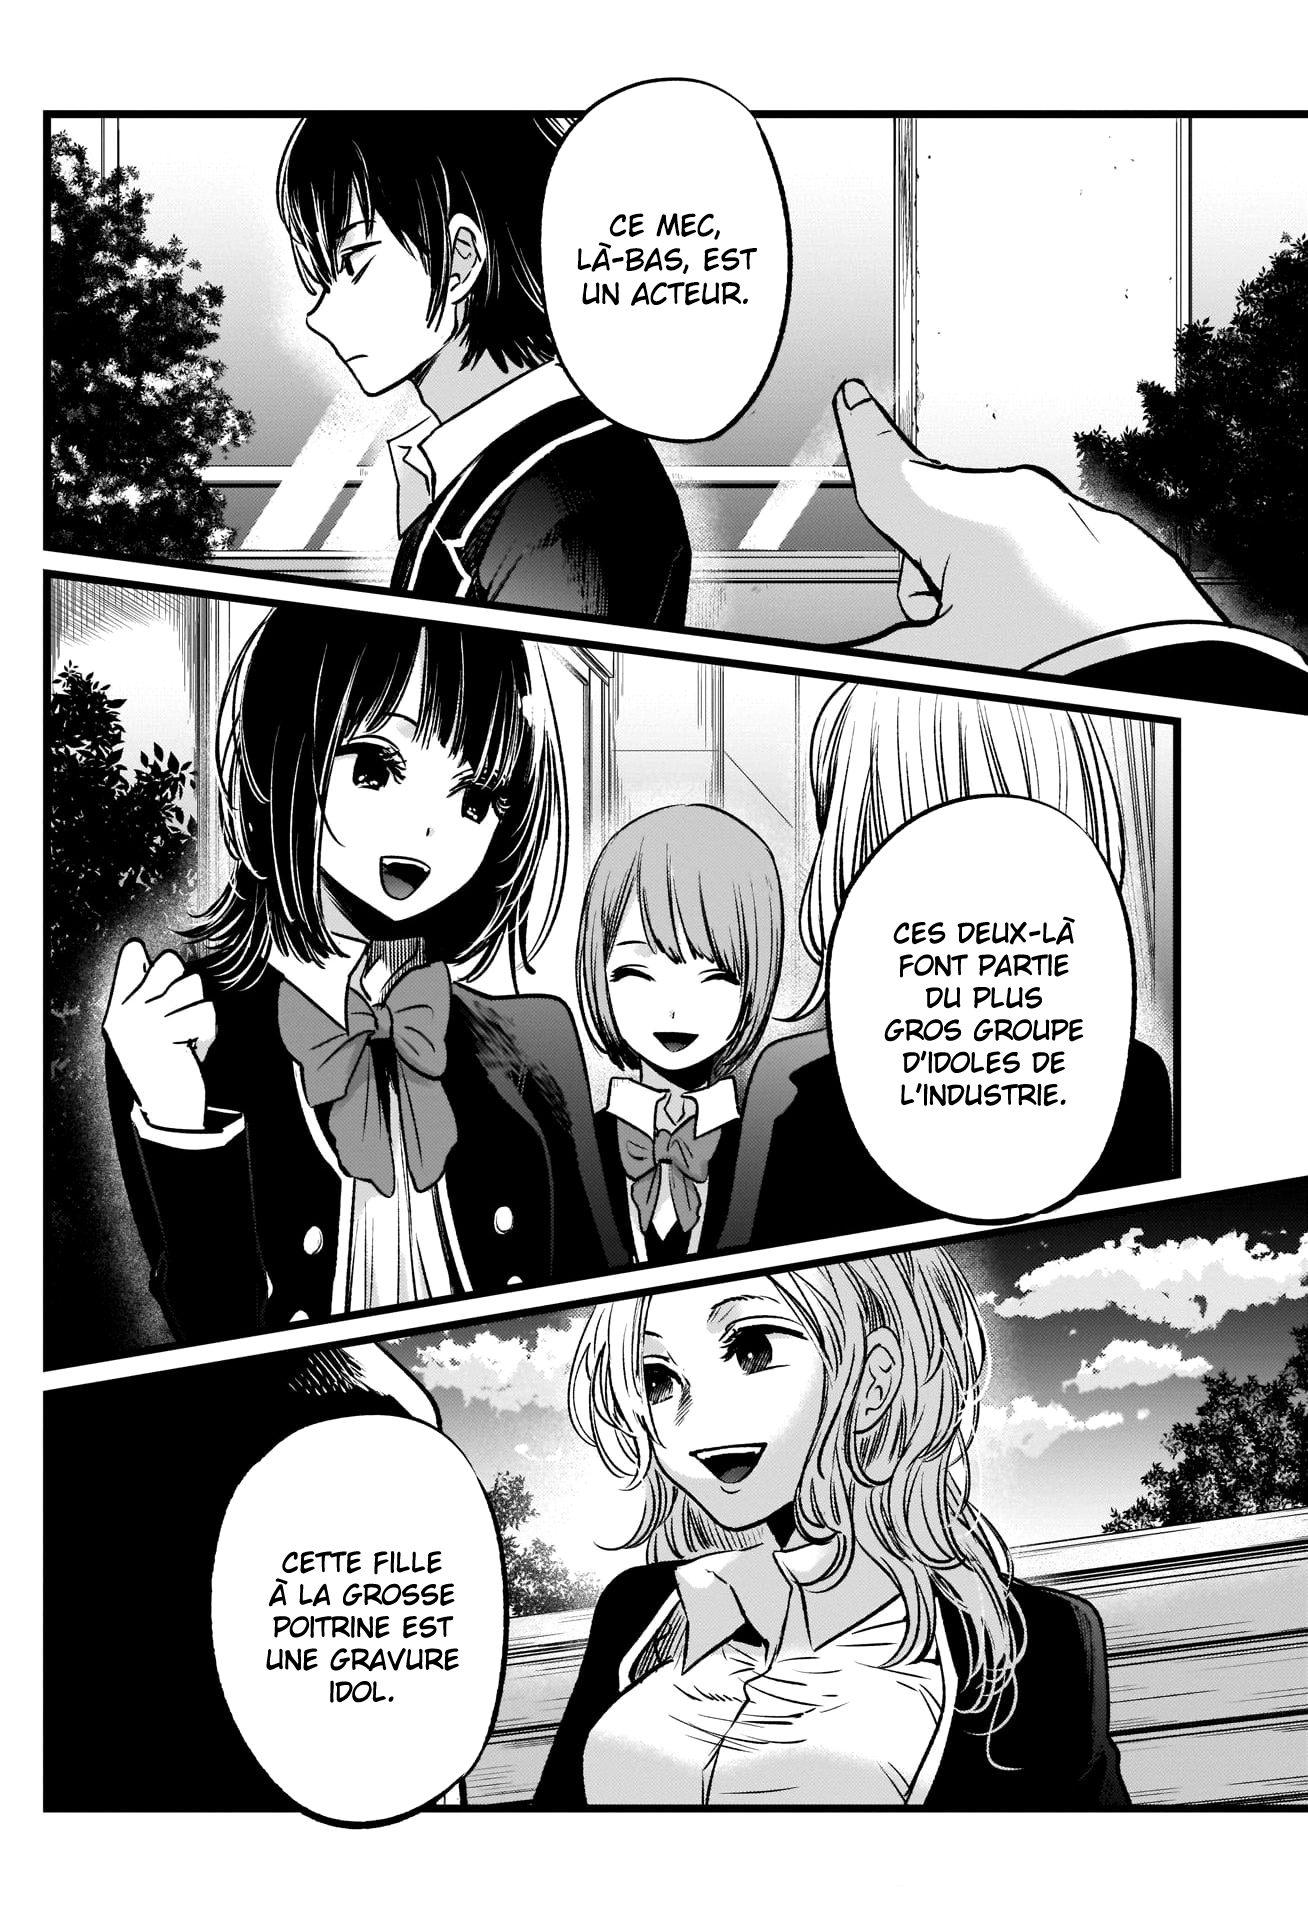 CE MEC,
LÀ-BAS, EST
UN ACTEUR.
CES DEUX-LÀ
FONT PARTIE
DU PLUS
GROS GROUPE
D'IDOLES DE
L'INDUSTRIE.
CETTE FILLE
À LA GROSSE
POITRINE EST
UNE GRAVURE
IDOL.